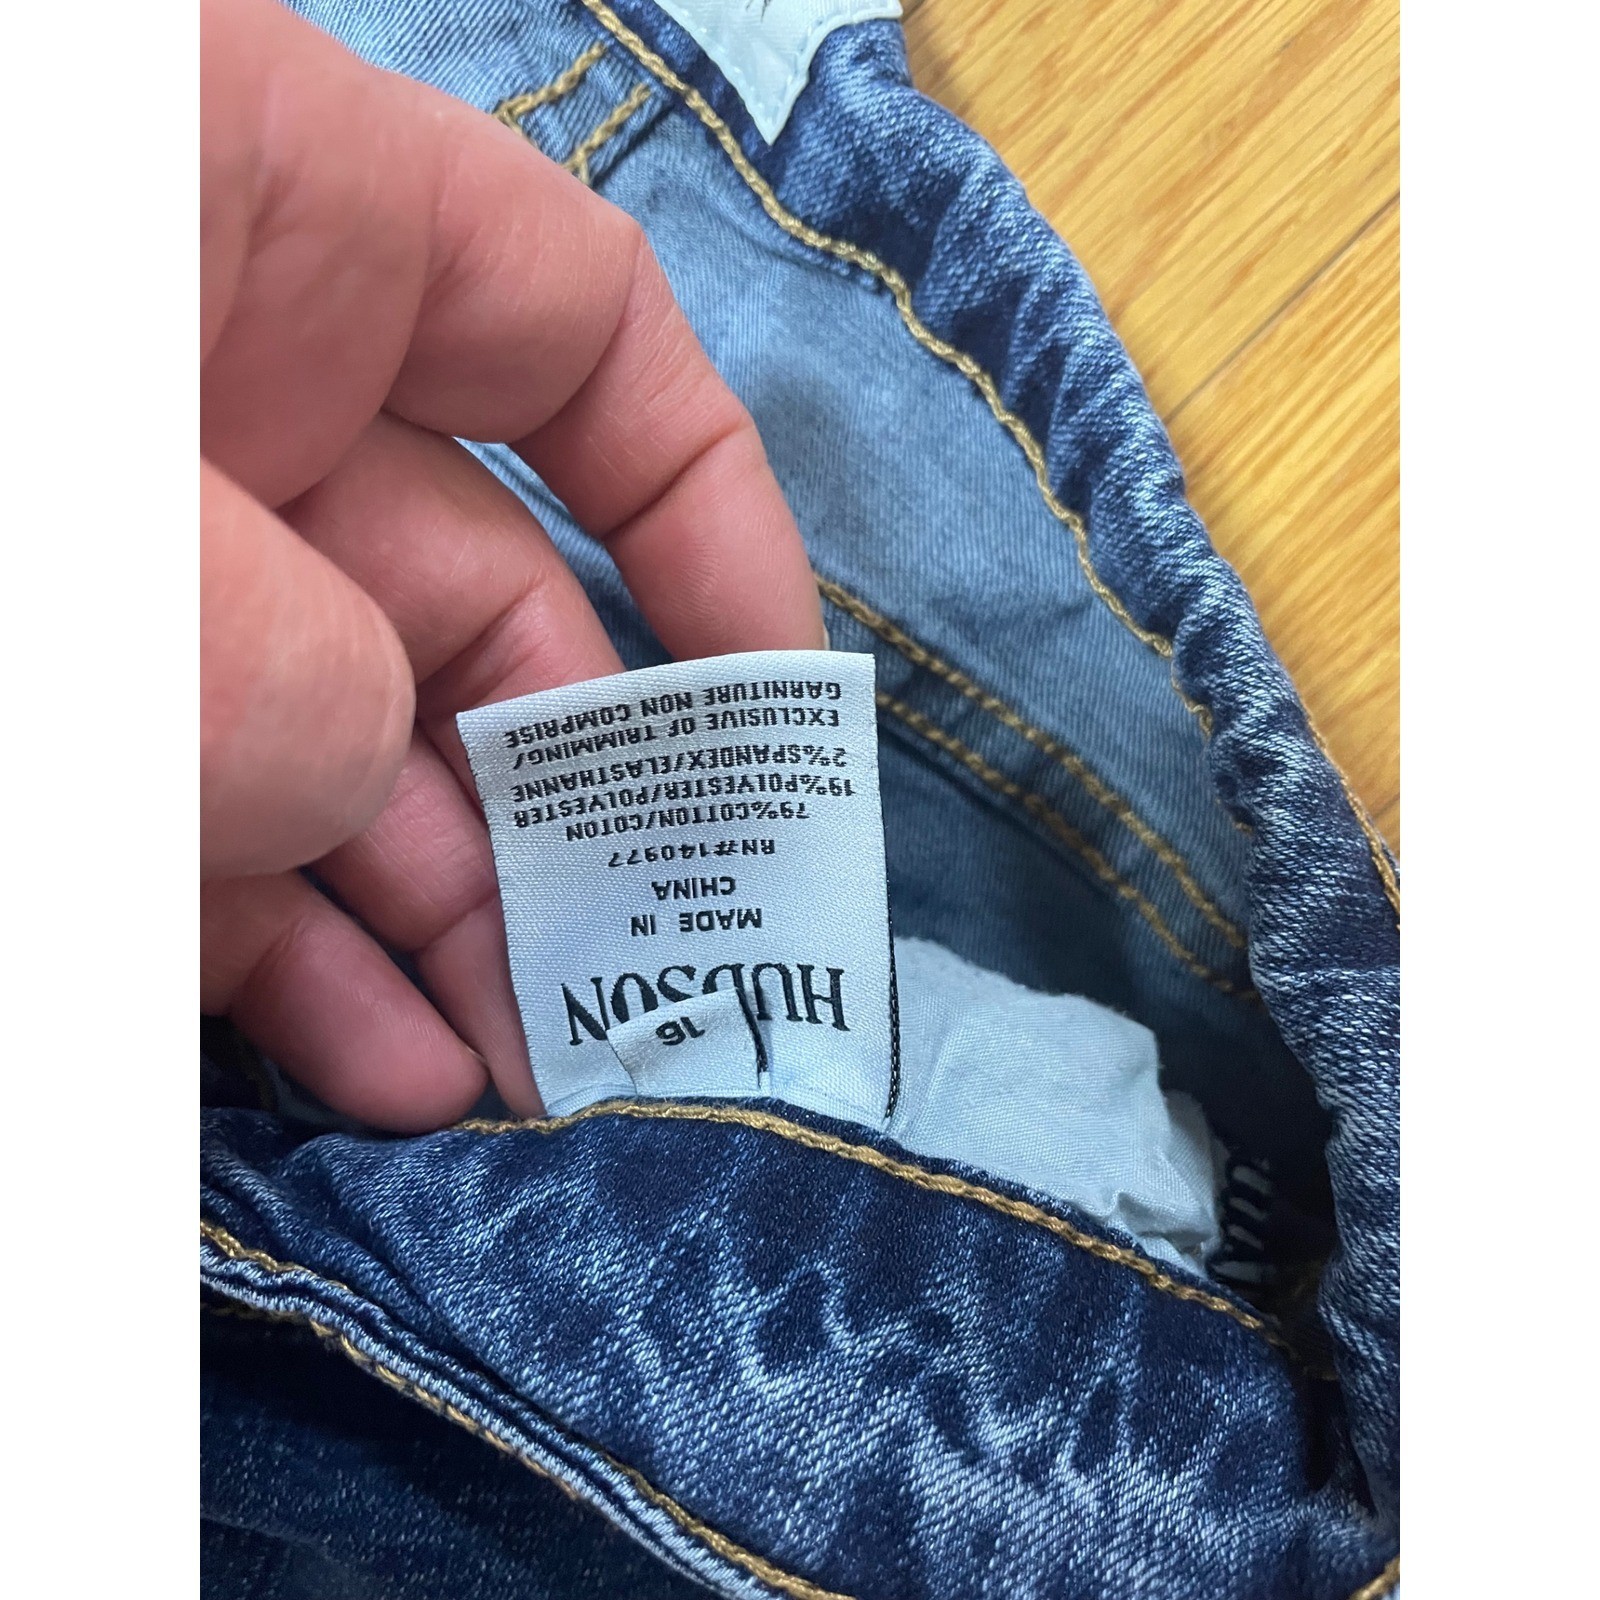 16
HUDSON
MADE IN
CHINA
RN#140977
79%COTTON/COTON
19%POLYESTER/POLYESTER
2%SPANDEX/ELASTHANNE
EXCLUSIVE OF TRIMMING/
GARNITURE NON COMPRISE